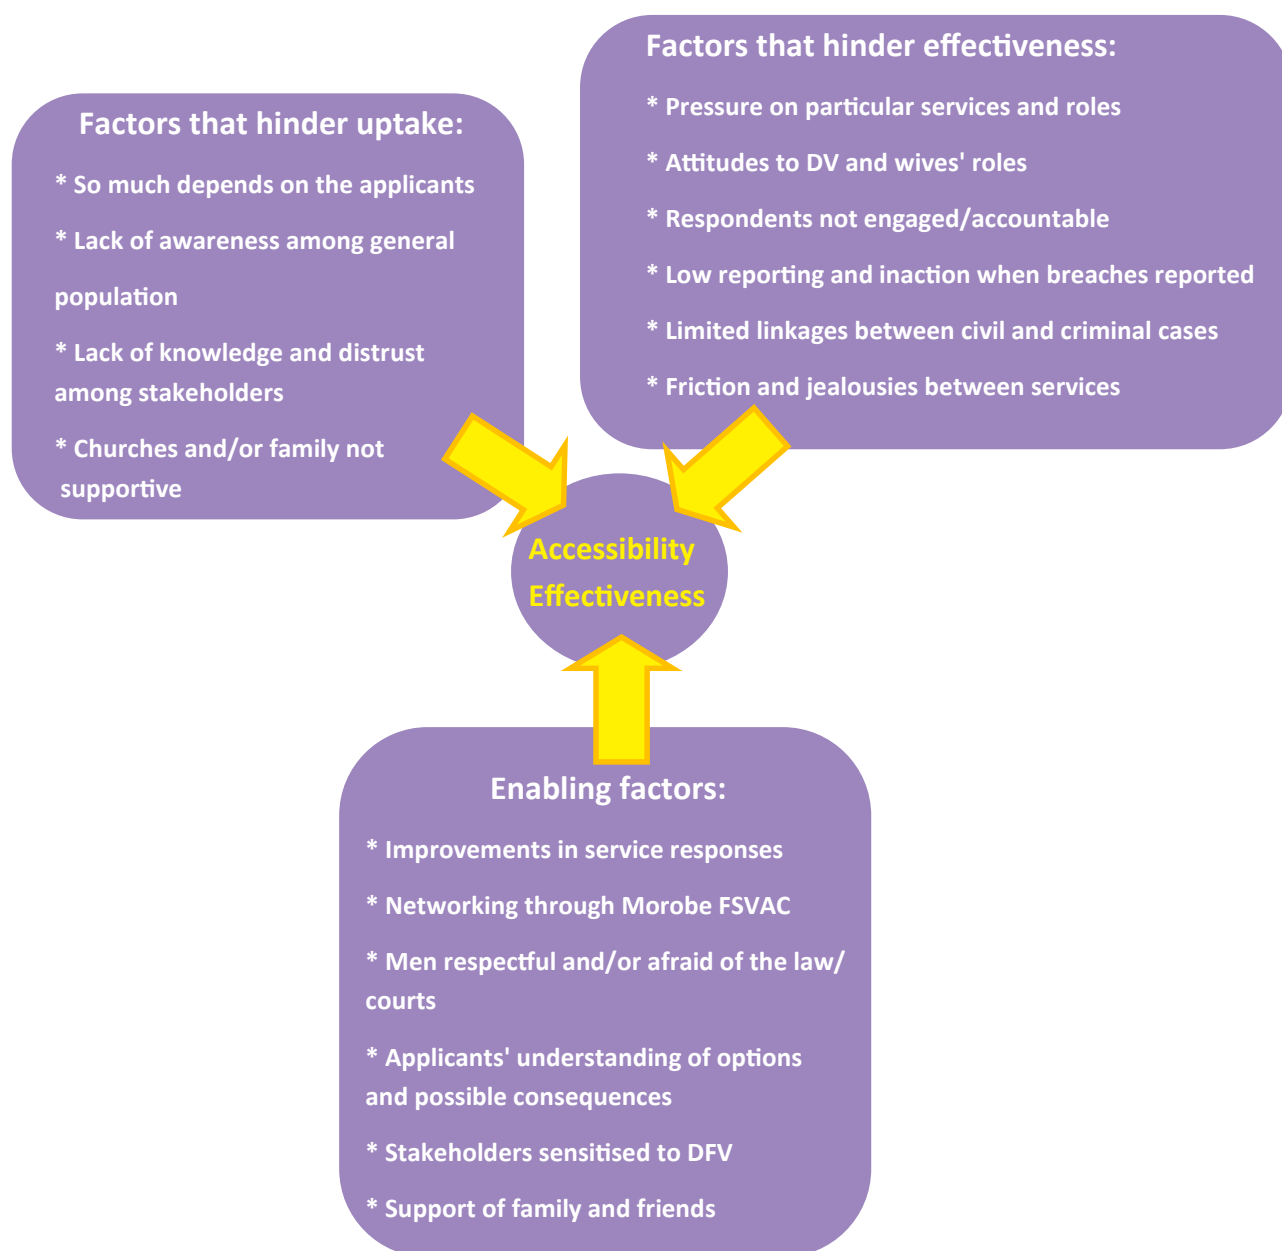 Factors that hinder uptake:
* So much depends on the applicants
* Lack of awareness among general
population
* Lack of knowledge and distrust
among stakeholders
* Churches and/or family not
supportive
Factors that hinder effectiveness:
* Pressure on particular services and roles
* Attitudes to DV and wives' roles
* Respondents not engaged/accountable
* Low reporting and inaction when breaches reported
* Limited linkages between civil and criminal cases
* Friction and jealousies between services
Accessibility
Effectiveness
Enabling factors:
* Improvements in service responses
* Networking through Morobe FSVAC
* Men respectful and/or afraid of the law/
courts
* Applicants' understanding of options
and possible consequences
* Stakeholders sensitised to DFV
* Support of family and friends